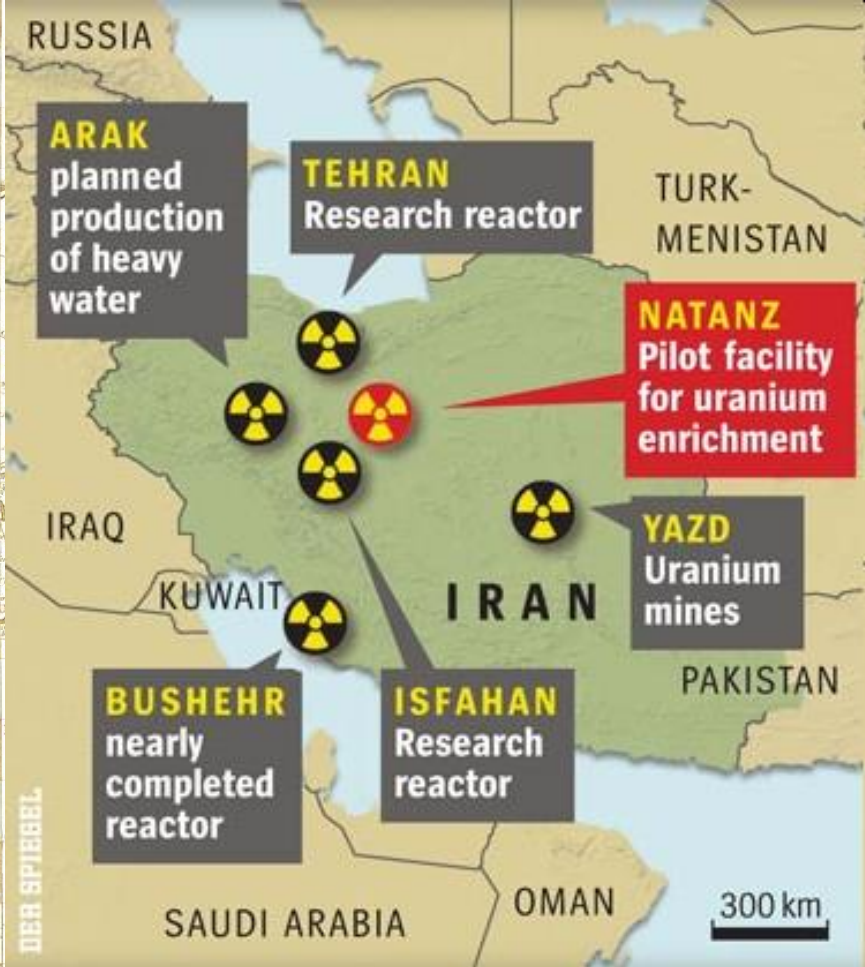 RUSSIA
ARAK
planned
production
of heavy
water
TEHRAN
Research reactor
TURK-
MENISTAN
NATANZ
Pilot facility
for uranium
enrichment
IRAQ
YAZD
Uranium
mines
KUWAIT
IRAN
PAKISTAN
BUSHEHR
nearly
completed
reactor
ISFAHAN
Research
reactor
DER SPIEGEL
SAUDI ARABIA
OMAN
300 km